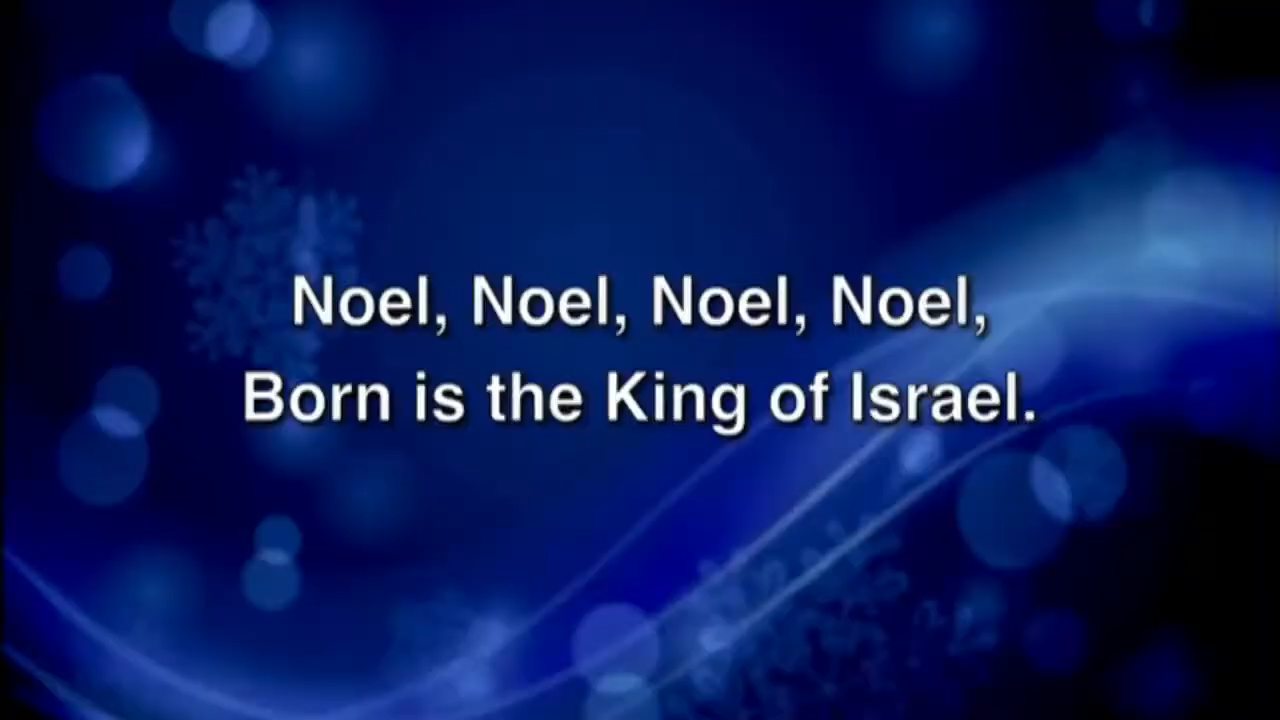 Noel, Noel, Noel, Noel,
Born is the King of Israel.